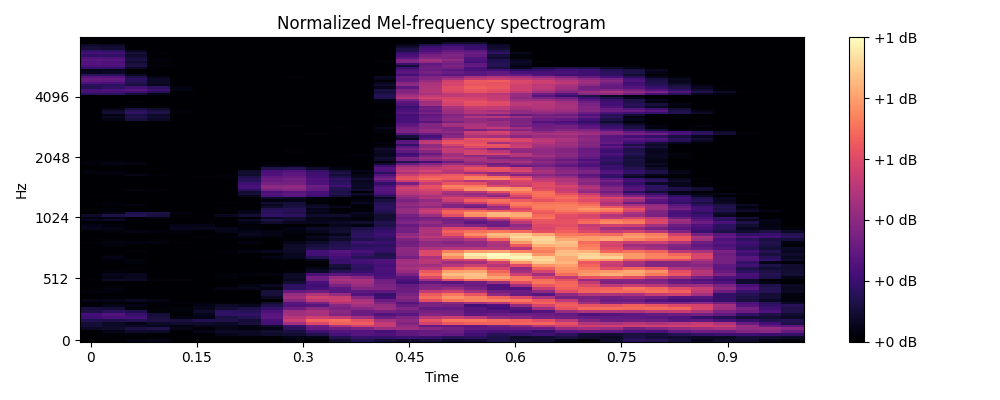 Normalized Mel-frequency spectrogram
Hz
4096
2048
1024
512
0
0 0.15 0.3 0.45 0.6 0.75 0.9
Time
+1 dB
+1 dB
+1 dB
+0 dB
+0 dB
+0 dB